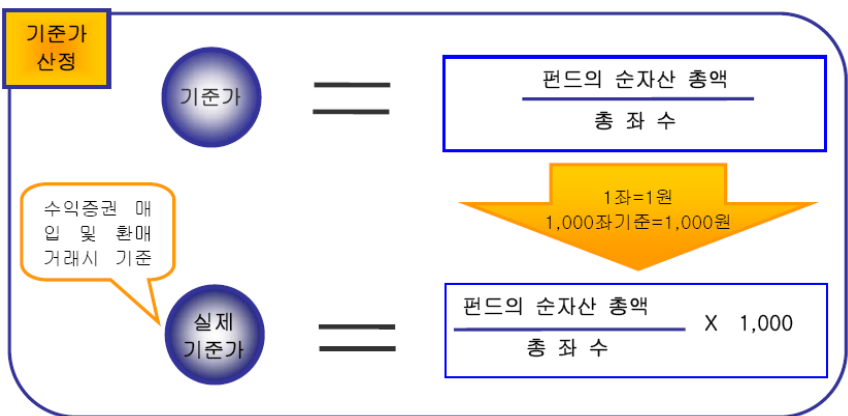 기준가
산정
기준가
펀드의 순자산 총액
총 좌 수
1좌=1원
1,000좌기준=1,000원
수익증권 매
입 및 환매
거래시 기준
실제
기준가
펀드의 순자산 총액
총 좌 수
X 1,000